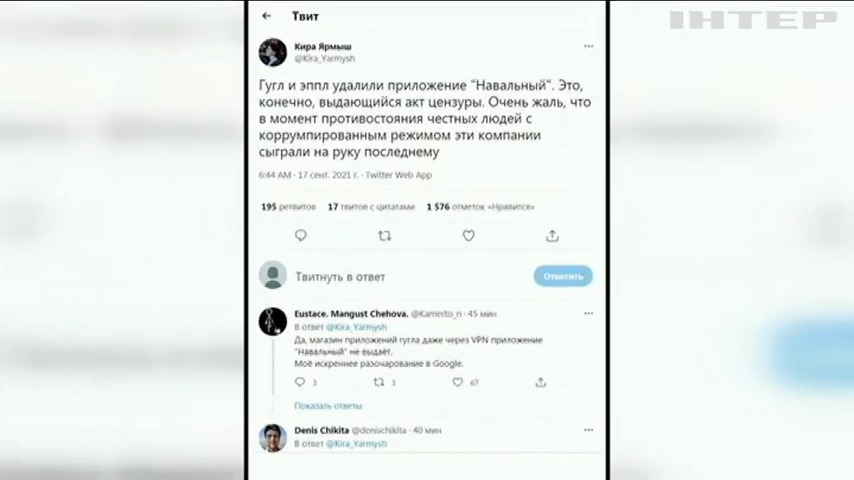 ІНТЕР
Твит
Кира Ярмыш
@Kira_Yarmysh
Гугл и эппл удалили приложение "Навальный". Это,
конечно, выдающийся акт цензуры. Очень жаль, что
в момент противостояния честных людей с
коррумпированным режимом эти компании
сыграли на руку последнему
6:44 AM · 17 сент. 2021 г. · Twitter Web App
195 ретвитов 17 твитов с цитатами 1 576 отметок «Нравится»
Твитнуть в ответ
Ответить
Eustace. Mangust Chehova. @Kamerto_n · 45 мин
В ответ @Kira_Yarmysh
Да, магазин приложений гугла даже через VPN приложение
"Навальный" не выдаёт.
Моё искреннее разочарование в Google.
3 3 67
Показать ответы
Denis Chikita @denischikita · 40 мин
В ответ @Kira_Yarmysh